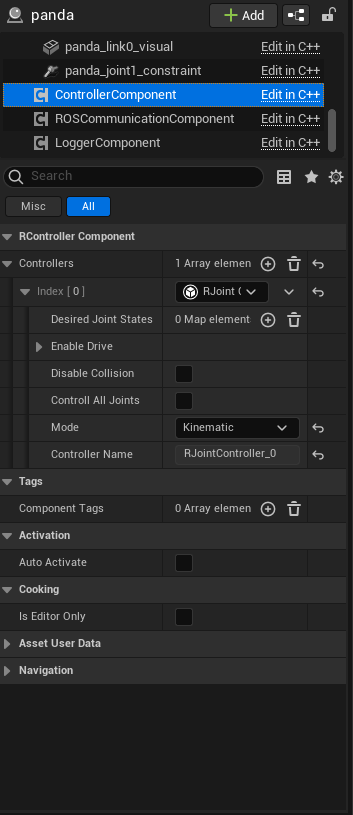 panda
Add
panda_link0_visual Edit in C++
panda_joint1_constraint Edit in C++
ControllerComponent Edit in C++
ROSCommunicationComponent Edit in C++
LoggerComponent Edit in C++
Search
Misc All
RController Component
Controllers 1 Array elemen
Index [ 0 ] RJoint (
Desired Joint States 0 Map element
Enable Drive
Disable Collision
Controll All Joints
Mode Kinematic
Controller Name RJointController_0
Tags
Component Tags 0 Array elemen
Activation
Auto Activate
Cooking
Is Editor Only
Asset User Data
Navigation